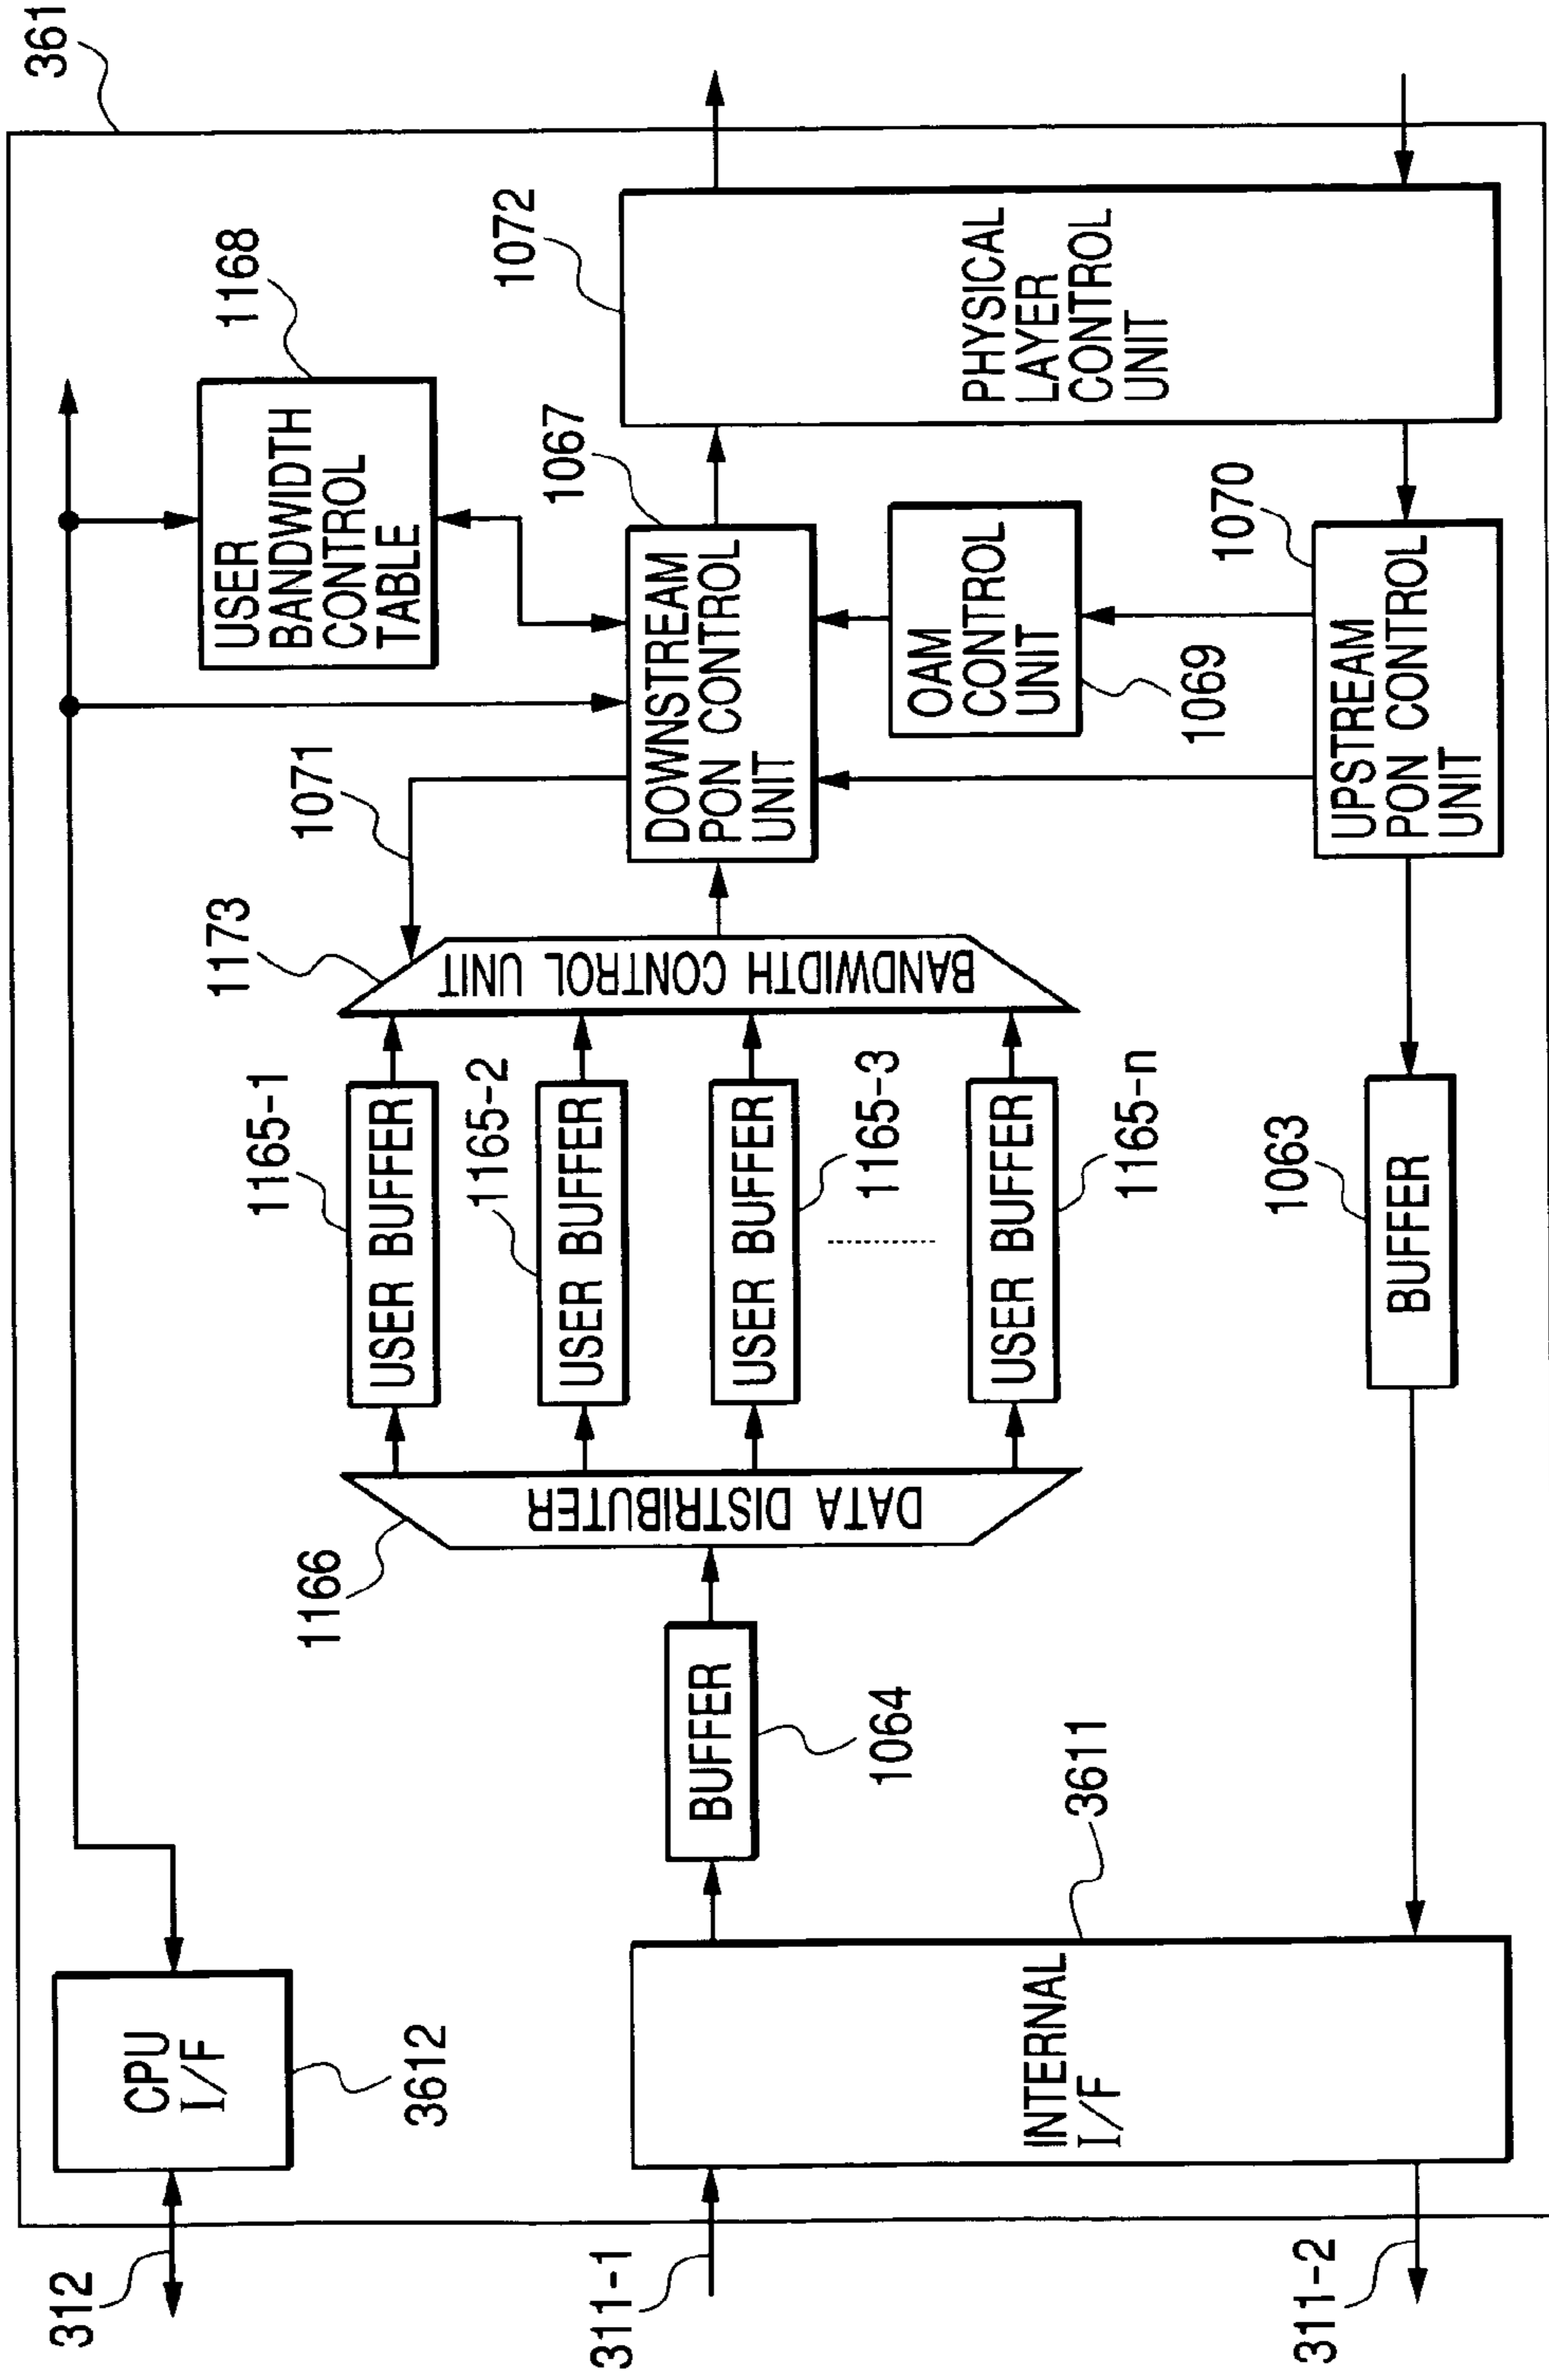 361
312
CPU
I/F
3612
1168
USER
BANDWIDTH
CONTROL
TABLE
1071
1173
BANDWIDTH CONTROL UNIT
1067
DOWNSTREAM
PON CONTROL
UNIT
1072
PHYSICAL
LAYER
CONTROL
UNIT
1166
DATA DISTRIBUTER
1165-1
USER BUFFER
1165-2
USER BUFFER
USER BUFFER
1165-3
USER BUFFER
1165-n
OAM
CONTROL
UNIT
1069
311-1
BUFFER
1064
INTERNAL
I/F
3611
1070
UPSTREAM
PON CONTROL
UNIT
1063
BUFFER
311-2